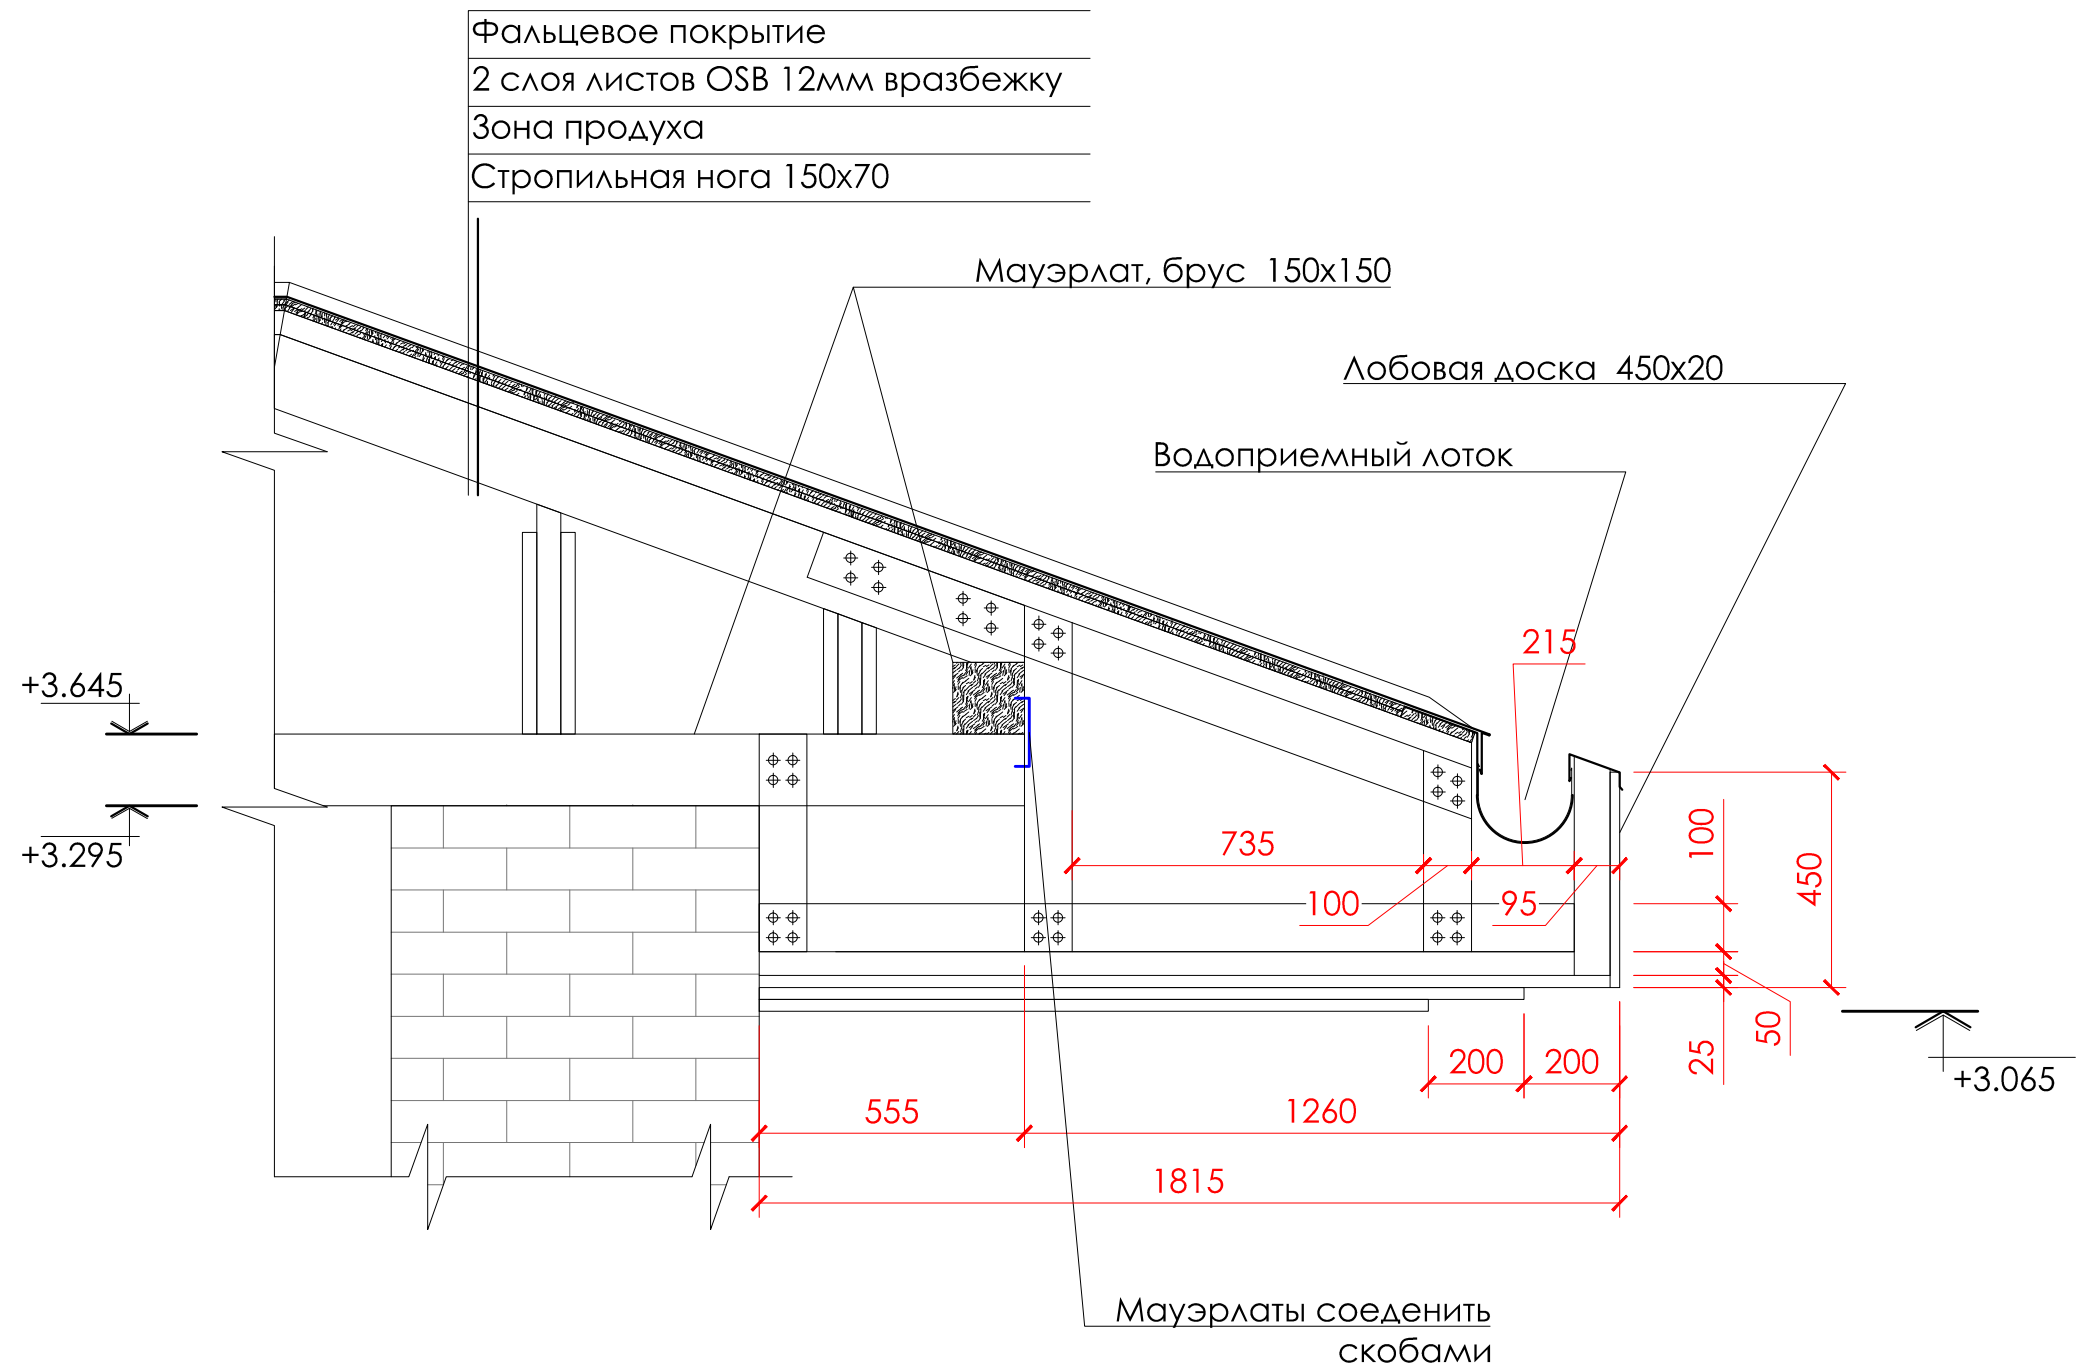 Фальцевое покрытие
2 слоя листов OSB 12мм вразбежку
Зона продуха
Стропильная нога 150х70
Мауэрлат, брус 150х150
Лобовая доска 450х20
Водоприемный лоток
215
+3.645
+3.295
735
100
95
100
450
50
25
+3.065
200
200
555
1260
1815
Мауэрлаты соеденить
скобами